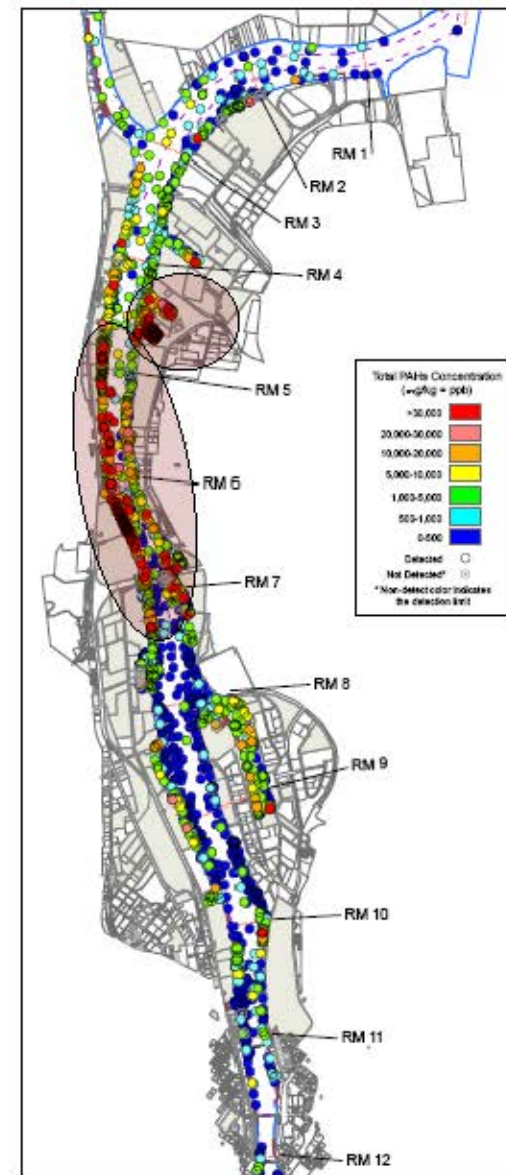 RM 1
RM 2
RM 3
RM 4
RM 5
RM 6
RM 7
RM 8
RM 9
RM 10
RM 11
RM 12
Total PAHs Concentration
(µg/kg = ppb)
>30,000
20,000-30,000
10,000-20,000
5,000-10,000
1,000-5,000
500-1,000
0-500
Detected
Not Detected*
*Non-detect color indicates
the detection limit